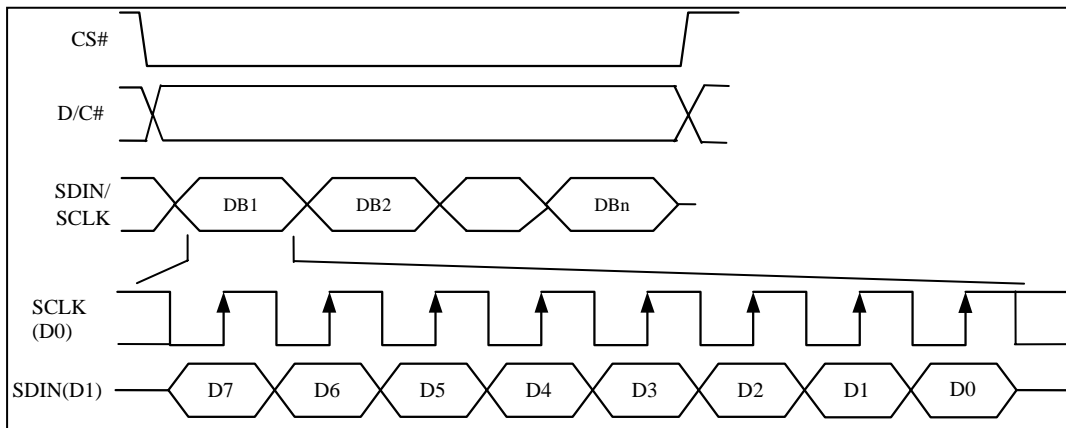 CS#
D/C#
SDIN/
SCLK
DB1 DB2 DBn
SCLK
(D0)
SDIN(D1) D7 D6 D5 D4 D3 D2 D1 D0